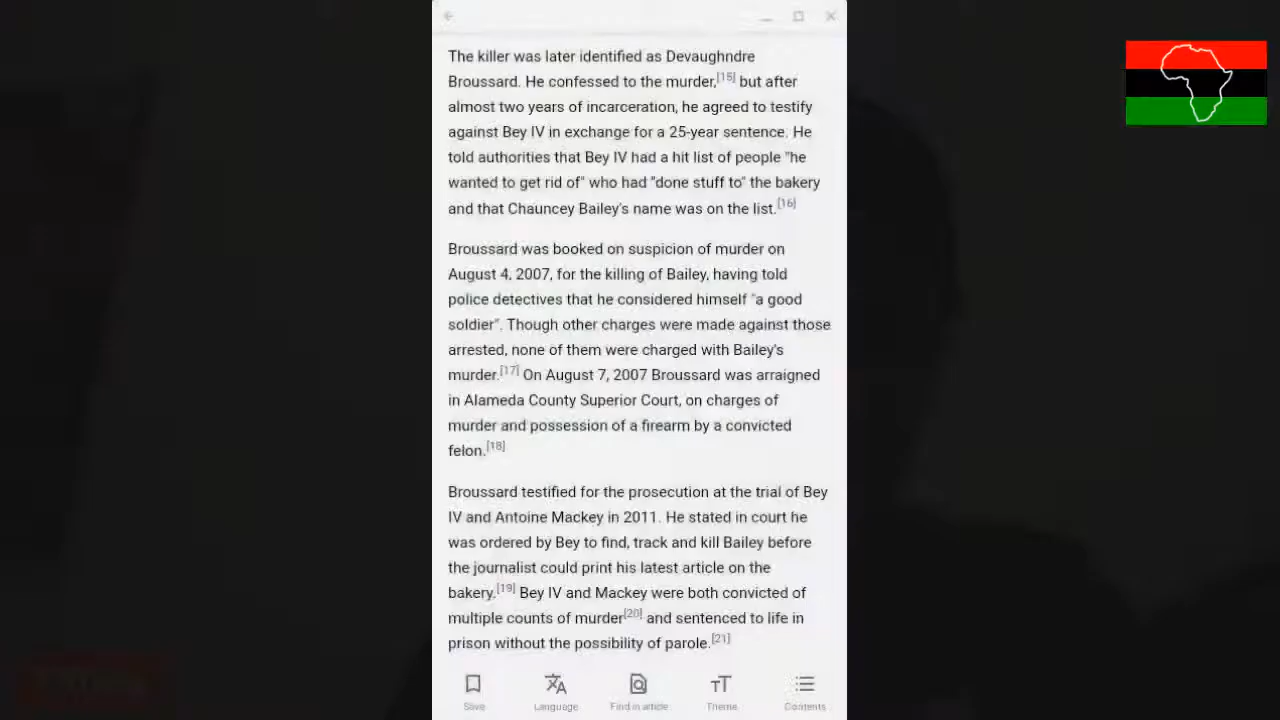 The killer was later identified as Devaughndre
Broussard. He confessed to the murder,[15] but after
almost two years of incarceration, he agreed to testify
against Bey IV in exchange for a 25-year sentence. He
told authorities that Bey IV had a hit list of people "he
wanted to get rid of" who had "done stuff to" the bakery
and that Chauncey Bailey's name was on the list.[16]
Broussard was booked on suspicion of murder on
August 4, 2007, for the killing of Bailey, having told
police detectives that he considered himself "a good
soldier". Though other charges were made against those
arrested, none of them were charged with Bailey's
murder.[17] On August 7, 2007 Broussard was arraigned
in Alameda County Superior Court, on charges of
murder and possession of a firearm by a convicted
felon.[18]
Broussard testified for the prosecution at the trial of Bey
IV and Antoine Mackey in 2011. He stated in court he
was ordered by Bey to find, track and kill Bailey before
the journalist could print his latest article on the
bakery.[19] Bey IV and Mackey were both convicted of
multiple counts of murder[20] and sentenced to life in
prison without the possibility of parole.[21]
Save Language Find in article Theme Contents